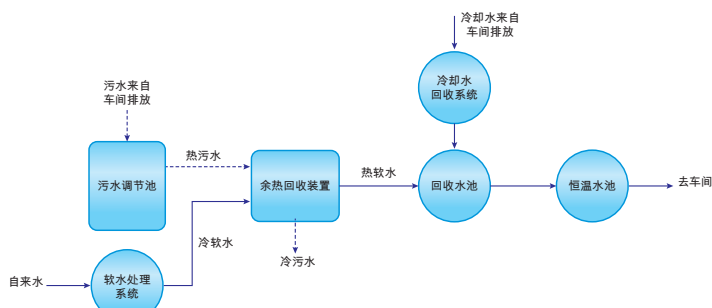 冷却水来自
车间排放
冷却水
回收系统
污水来自
车间排放
热污水
污水调节池
余热回收装置
热软水
回收水池
恒温水池
去车间
冷软水
冷污水
自来水
软水处理
系统